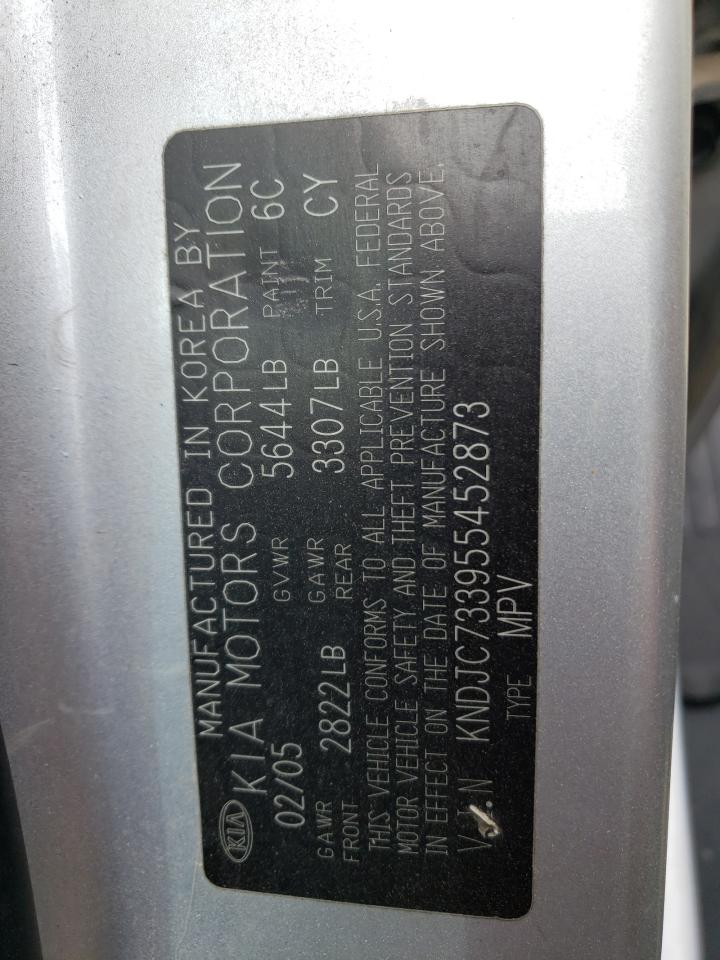 MANUFACTURED IN KOREA BY
KIA KIA MOTORS CORPORATION
02/05 GVWR 5644LB PAINT 6C
GAWR FRONT 2822LB GAWR REAR 3307LB TRIM CY
THIS VEHICLE CONFORMS TO ALL APPLICABLE U.S.A. FEDERAL
MOTOR VEHICLE SAFETY AND THEFT PREVENTION STANDARDS
IN EFFECT ON THE DATE OF MANUFACTURE SHOWN ABOVE.
V.I.N KNDJC733955452873
TYPE MPV